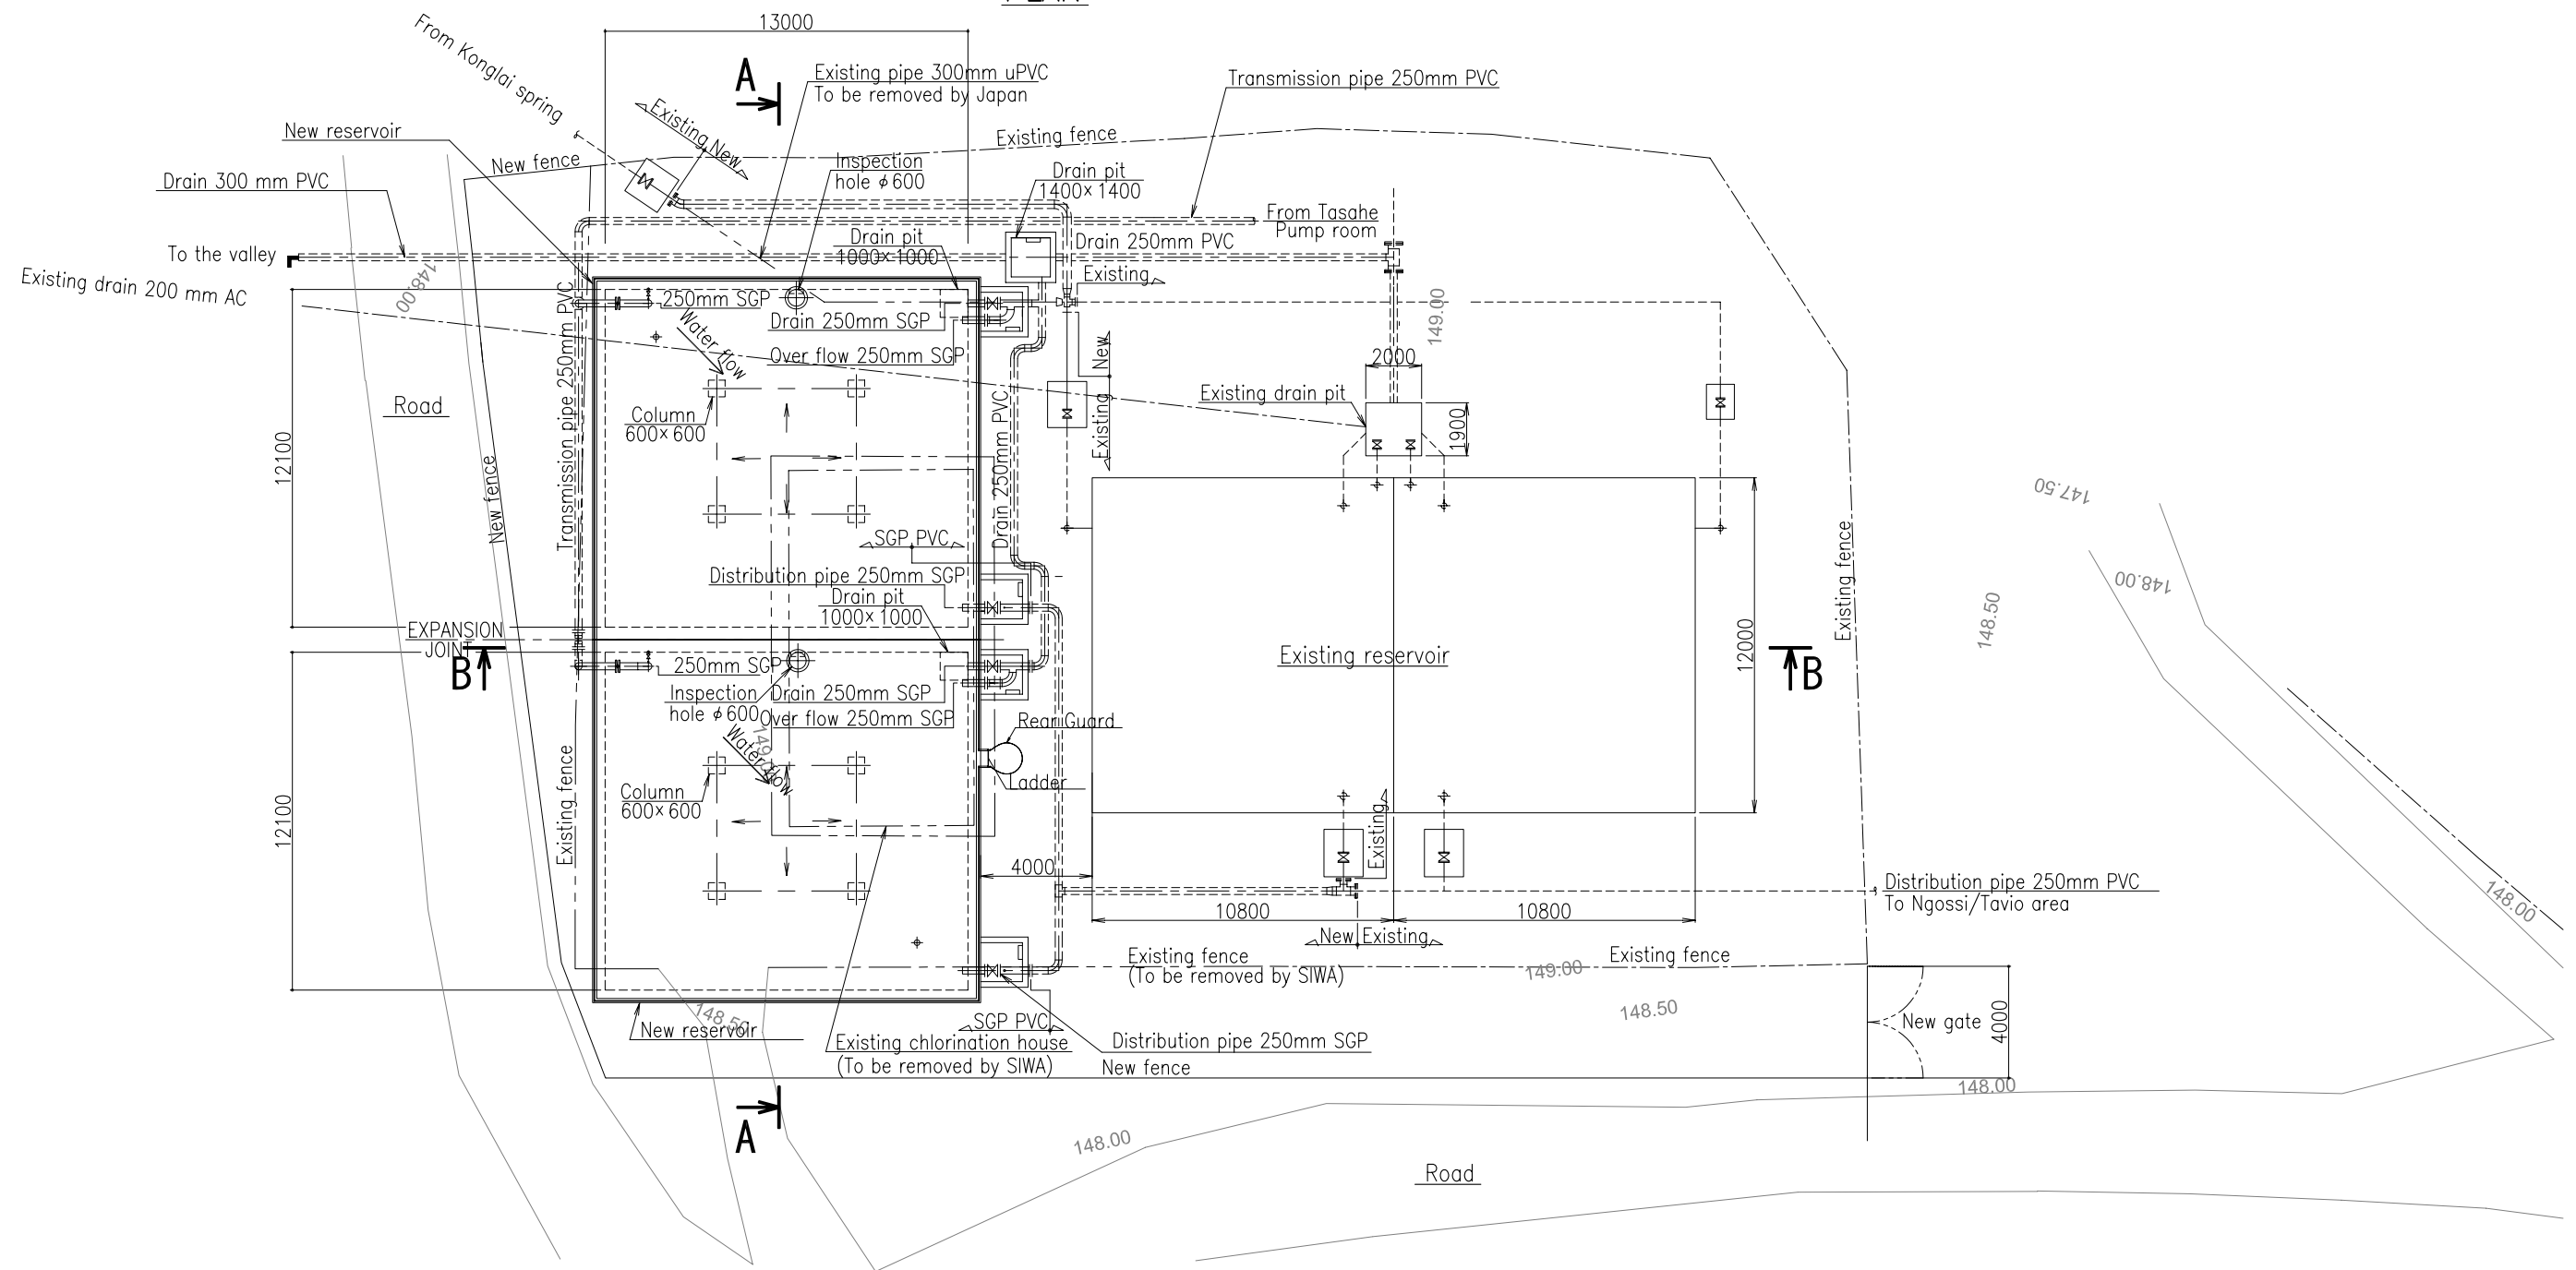 13000
A
From Konglai spring
Existing pipe 300mm uPVC
To be removed by Japan
Transmission pipe 250mm PVC
Existing New
New reservoir
Existing fence
New fence
Inspection
hole φ600
Drain pit
1400×1400
Drain 300 mm PVC
From Tasahe
Pump room
Drain pit
1000×1000
Drain 250mm PVC
To the valley
Existing
Existing drain 200 mm AC
148.00
250mm SGP
Drain 250mm SGP
149.00
Transmission pipe 250mm PVC
Water flow
Over flow 250mm SGP
New
Existing
2000
Existing drain pit
1900
Road
Column
600×600
12100
New fence
Drain 250mm PVC
147.50
SGP PVC
Existing fence
148.00
Distribution pipe 250mm SGP
Drain pit
1000×1000
148.50
EXPANSION
JOINT
B
250mm SGP
Existing reservoir
12000
B
Inspection
hole φ600
Drain 250mm SGP
Over flow 250mm SGP
Rear Guard
149.
Water flow
Ladder
Existing fence
Column
600×600
12100
Existing
4000
Distribution pipe 250mm PVC
To Ngossi/Tavio area
148.00
10800
10800
New Existing
Existing fence
(To be removed by SIWA)
149.00
Existing fence
148.50
148.50
New gate
4000
New reservoir
SGP PVC
Existing chlorination house
(To be removed by SIWA)
Distribution pipe 250mm SGP
New fence
148.00
A
148.00
Road